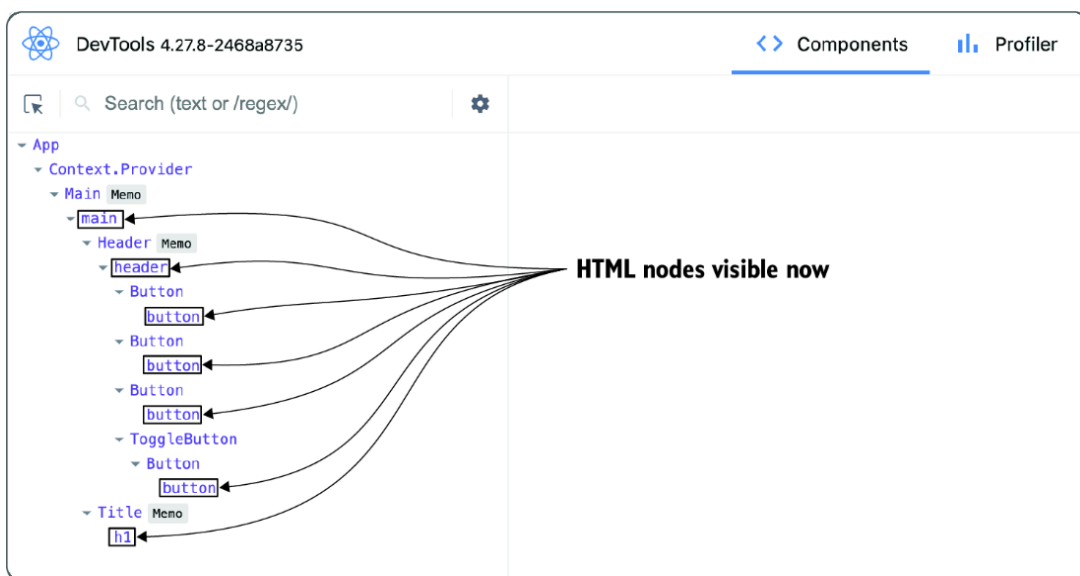 DevTools 4.27.8-2468a8735
Components
Profiler
Search (text or /regex/)
App
Context.Provider
Main Memo
main
Header Memo
header
Button
button
Button
button
Button
button
ToggleButton
Button
button
Title Memo
h1
HTML nodes visible now